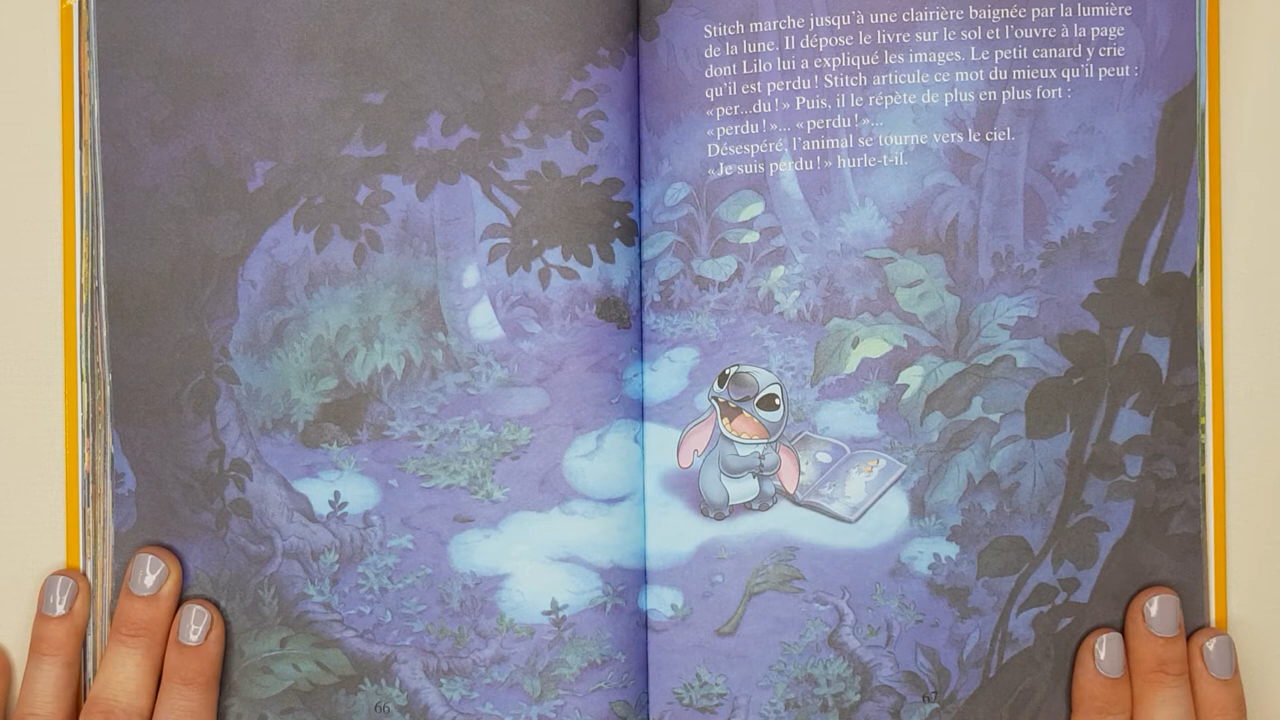 Stitch marche jusqu'à une clairière baignée par la lumière
de la lune. Il dépose le livre sur le sol et l'ouvre à la page
dont Lilo lui a expliqué les images. Le petit canard y crie
qu'il est perdu ! Stitch articule ce mot du mieux qu'il peut :
« per...du ! » Puis, il le répète de plus en plus fort :
« perdu ! »... « perdu ! »...
Désespéré, l'animal se tourne vers le ciel.
« Je suis perdu ! » hurle-t-il.
66
67